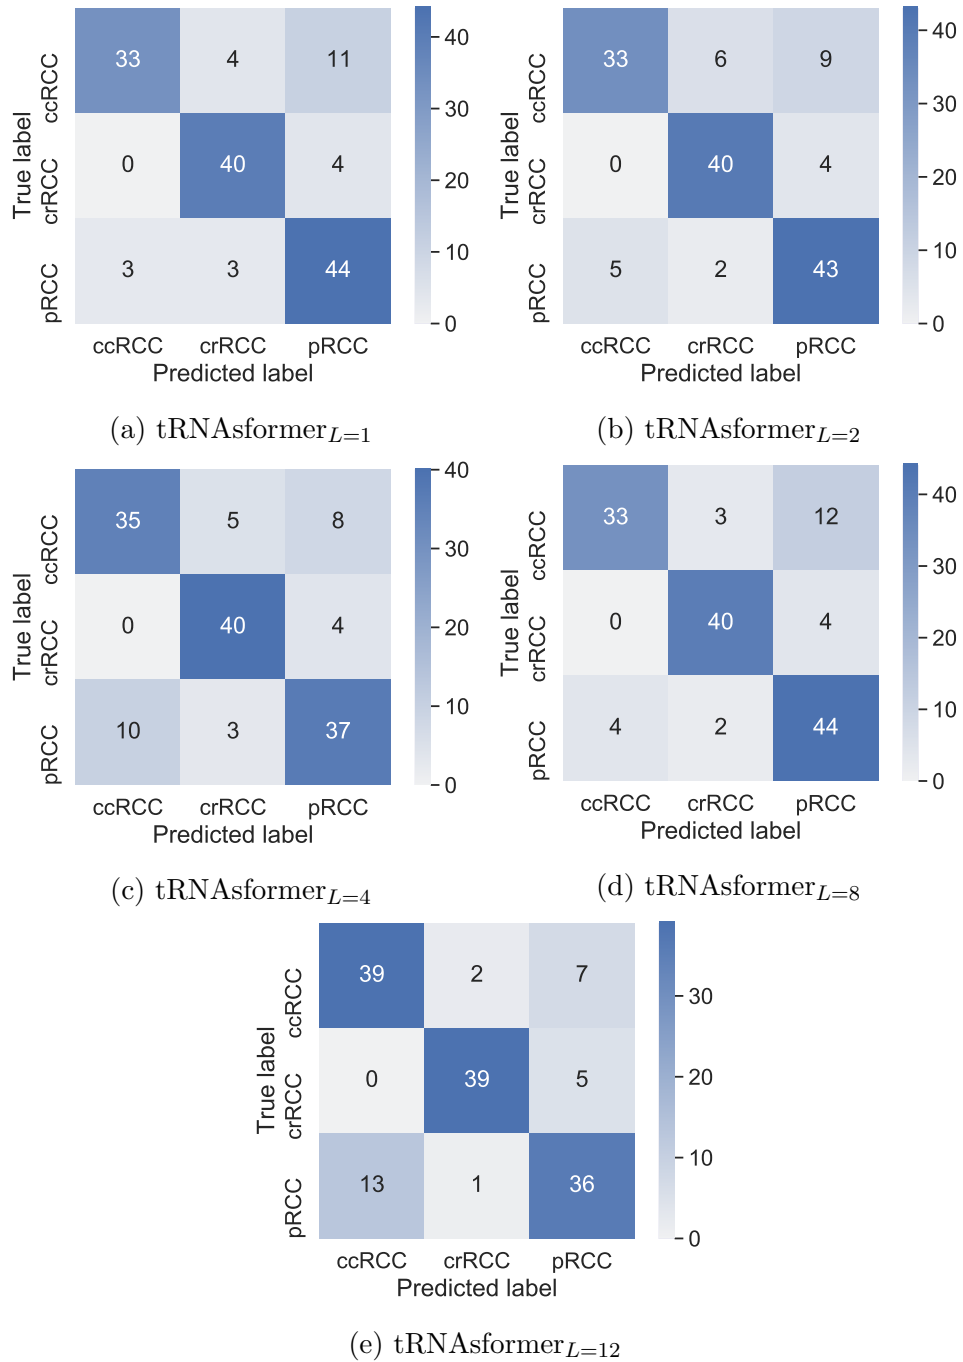 33 4 11
0 40 4
3 3 44
ccRCC
crRCC
pRCC
True label
ccRCC crRCC pRCC
Predicted label
40
30
20
10
0
(a) tRNAsformer_{L=1}
33 6 9
0 40 4
5 2 43
ccRCC
crRCC
pRCC
True label
ccRCC crRCC pRCC
Predicted label
40
30
20
10
0
(b) tRNAsformer_{L=2}
35 5 8
0 40 4
10 3 37
ccRCC
crRCC
pRCC
True label
ccRCC crRCC pRCC
Predicted label
40
30
20
10
0
(c) tRNAsformer_{L=4}
33 3 12
0 40 4
4 2 44
ccRCC
crRCC
pRCC
True label
ccRCC crRCC pRCC
Predicted label
40
30
20
10
0
(d) tRNAsformer_{L=8}
39 2 7
0 39 5
13 1 36
ccRCC
crRCC
pRCC
True label
ccRCC crRCC pRCC
Predicted label
30
20
10
0
(e) tRNAsformer_{L=12}